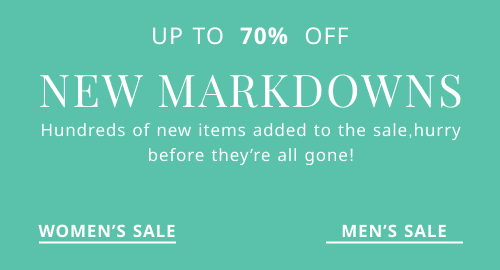 UP TO 70% OFF
NEW MARKDOWNS
Hundreds of new items added to the sale,hurry
before they’re all gone!
WOMEN’S SALE
MEN’S SALE